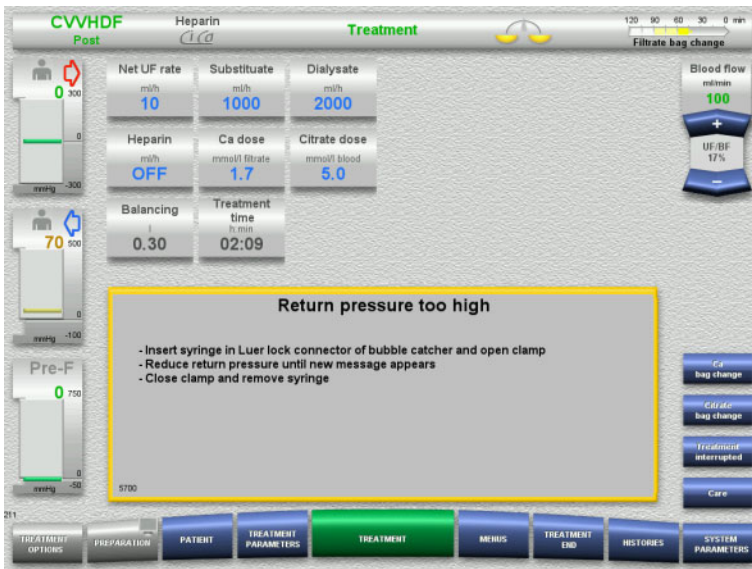 CVVHDF
Post
Heparin
CiCa
Treatment
120 90 60 30 0 min
Filtrate bag change
0 300
0
mmHg -300
70 500
0
mmHg -100
Pre-F
0 750
0
mmHg -50
Net UF rate
ml/h
10
Substituate
ml/h
1000
Dialysate
ml/h
2000
Heparin
ml/h
OFF
Ca dose
mmol/l filtrate
1.7
Citrate dose
mmol/l blood
5.0
Balancing
l
0.30
Treatment
time
h:min
02:09
Blood flow
ml/min
100
+
UF/BF
17%
−
Return pressure too high
- Insert syringe in Luer lock connector of bubble catcher and open clamp
- Reduce return pressure until new message appears
- Close clamp and remove syringe
5700
Ca
bag change
Citrate
bag change
Treatment
interrupted
Care
211
TREATMENT
OPTIONS
PREPARATION
PATIENT
TREATMENT
PARAMETERS
TREATMENT
MENUS
TREATMENT
END
HISTORIES
SYSTEM
PARAMETERS